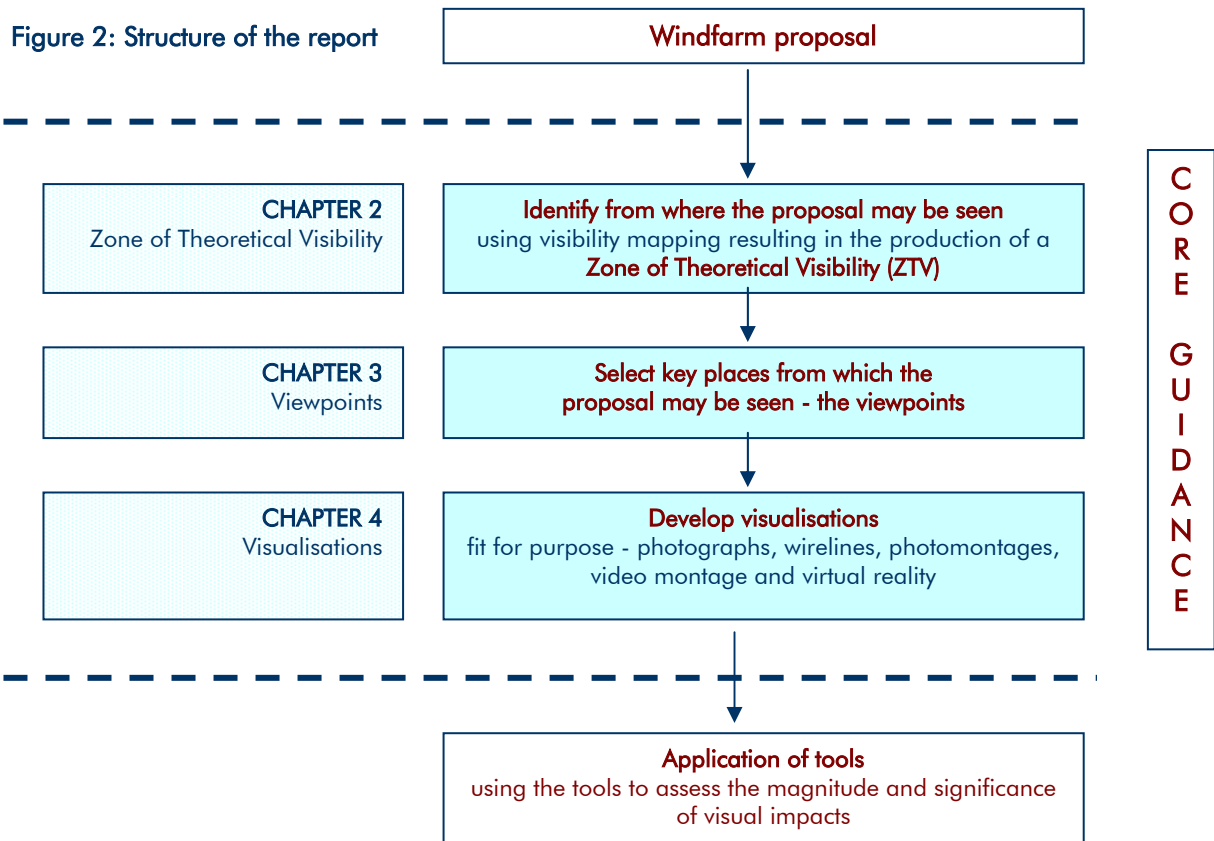 Figure 2: Structure of the report
Windfarm proposal
CHAPTER 2
Zone of Theoretical Visibility
Identify from where the proposal may be seen
using visibility mapping resulting in the production of a
Zone of Theoretical Visibility (ZTV)
CHAPTER 3
Viewpoints
Select key places from which the
proposal may be seen - the viewpoints
CHAPTER 4
Visualisations
Develop visualisations
fit for purpose - photographs, wirelines, photomontages,
video montage and virtual reality
Application of tools
using the tools to assess the magnitude and significance
of visual impacts
CORE GUIDANCE